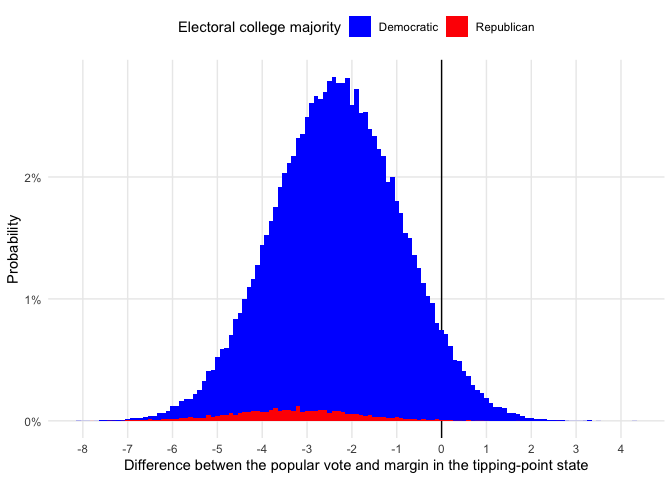 Electoral college majority Democratic Republican
Probability
2%
1%
0%
-8 -7 -6 -5 -4 -3 -2 -1 0 1 2 3 4
Difference betwen the popular vote and margin in the tipping-point state